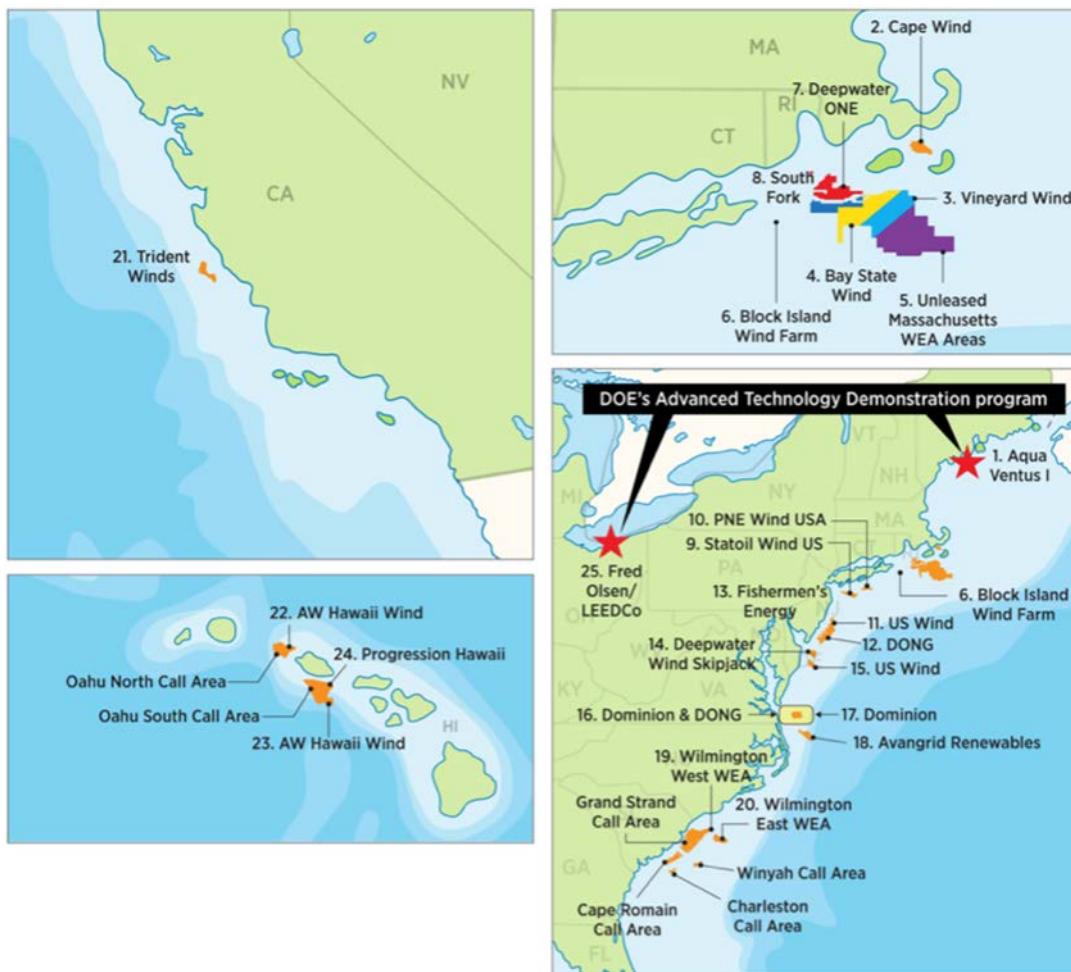 NV
CA
21. Trident
Winds
22. AW Hawaii Wind
24. Progression Hawaii
Oahu North Call Area
Oahu South Call Area
HI
23. AW Hawaii Wind
2. Cape Wind
MA
7. Deepwater
ONE
RI
CT
8. South
Fork
3. Vineyard Wind
4. Bay State
Wind
6. Block Island
Wind Farm
5. Unleased
Massachusetts
WEA Areas
DOE's Advanced Technology Demonstration program
VT
1. Aqua
Ventus I
MI
NY
NH
10. PNE Wind USA
MA
9. Statoil Wind US
CT
25. Fred
Olsen/
LEEDCo
PA
13. Fishermen's
Energy
6. Block Island
Wind Farm
OH
11. US Wind
12. DONG
14. Deepwater
Wind Skipjack
15. US Wind
KY
VA
16. Dominion & DONG
17. Dominion
18. Avangrid Renewables
19. Wilmington
West WEA
Grand Strand
Call Area
20. Wilmington
East WEA
GA
Winyah Call Area
Cape Romain
Call Area
Charleston
Call Area
FL